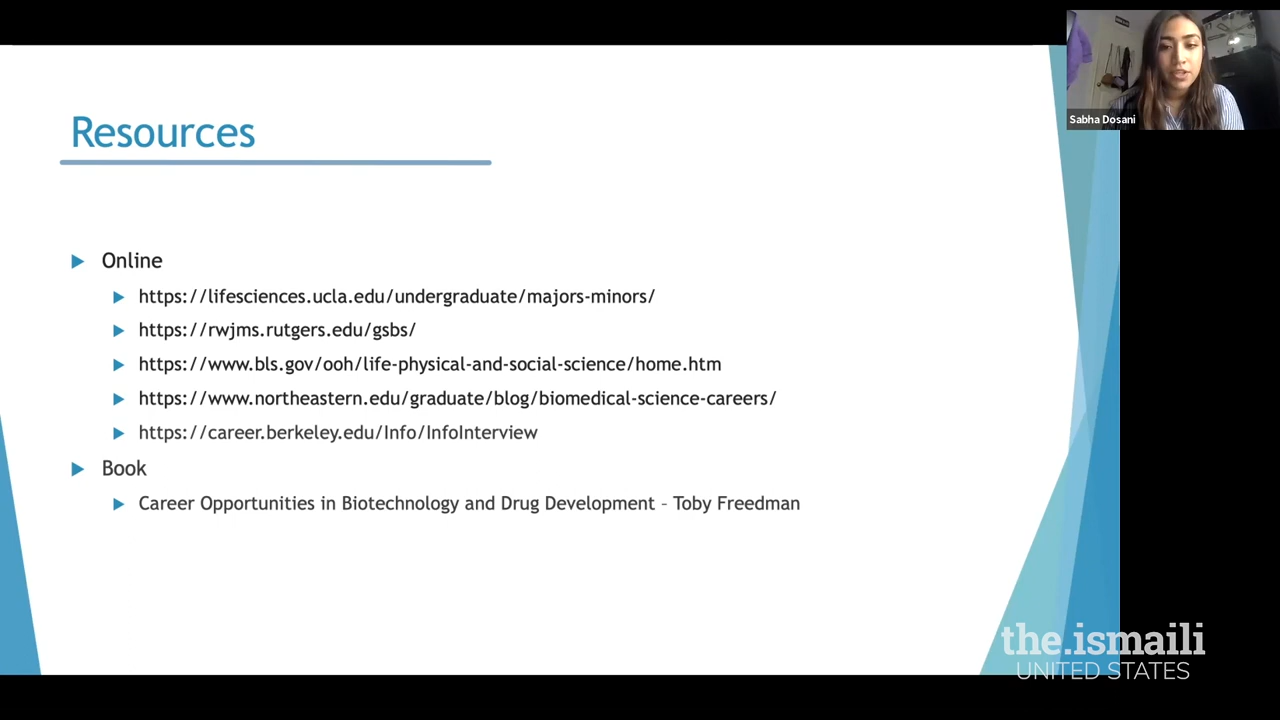 Resources
Online
https://lifesciences.ucla.edu/undergraduate/majors-minors/
https://rwjms.rutgers.edu/gsbs/
https://www.bls.gov/ooh/life-physical-and-social-science/home.htm
https://www.northeastern.edu/graduate/blog/biomedical-science-careers/
https://career.berkeley.edu/Info/InfoInterview
Book
Career Opportunities in Biotechnology and Drug Development – Toby Freedman
Sabha Dosani
the.ismaili
UNITED STATES